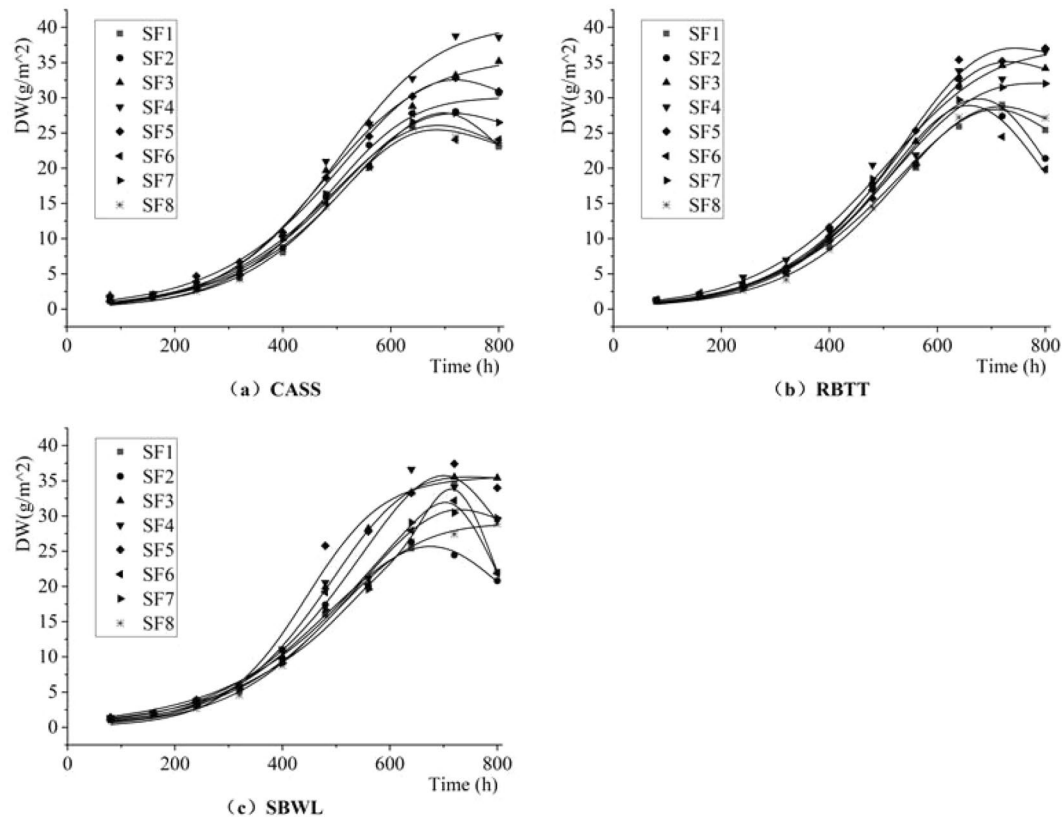 DW(g/m^2)
40
35
30
25
20
15
10
5
0
SF1
SF2
SF3
SF4
SF5
SF6
SF7
SF8
0 200 400 600 800
Time (h)
（a）CASS
DW(g/m^2)
40
35
30
25
20
15
10
5
0
SF1
SF2
SF3
SF4
SF5
SF6
SF7
SF8
0 200 400 600 800
Time (h)
（b）RBTT
DW(g/m^2)
40
35
30
25
20
15
10
5
0
SF1
SF2
SF3
SF4
SF5
SF6
SF7
SF8
0 200 400 600 800
Time (h)
（c）SBWL